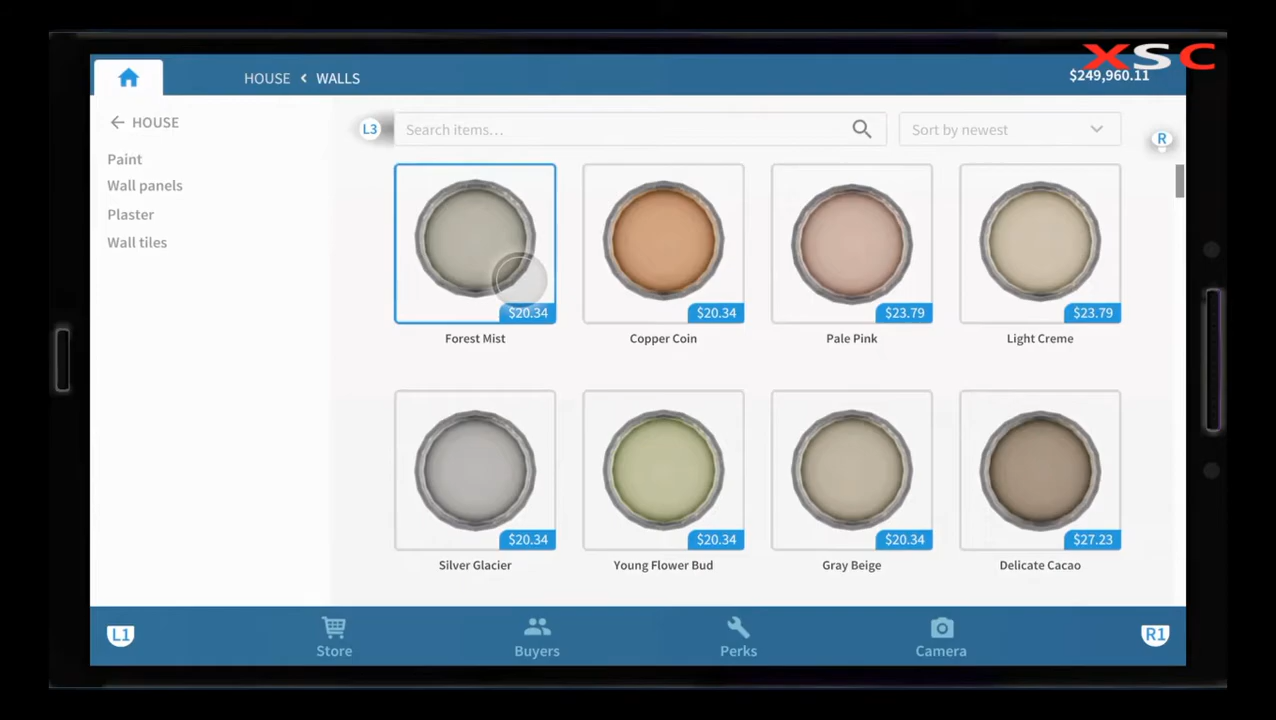 XSC
HOUSE < WALLS
$249,960.11
HOUSE
Paint
Wall panels
Plaster
Wall tiles
L3
Search items...
Sort by newest
R
$20.34
$20.34
$23.79
$23.79
Forest Mist
Copper Coin
Pale Pink
Light Creme
$20.34
$20.34
$20.34
$27.23
Silver Glacier
Young Flower Bud
Gray Beige
Delicate Cacao
L1
Store
Buyers
Perks
Camera
R1